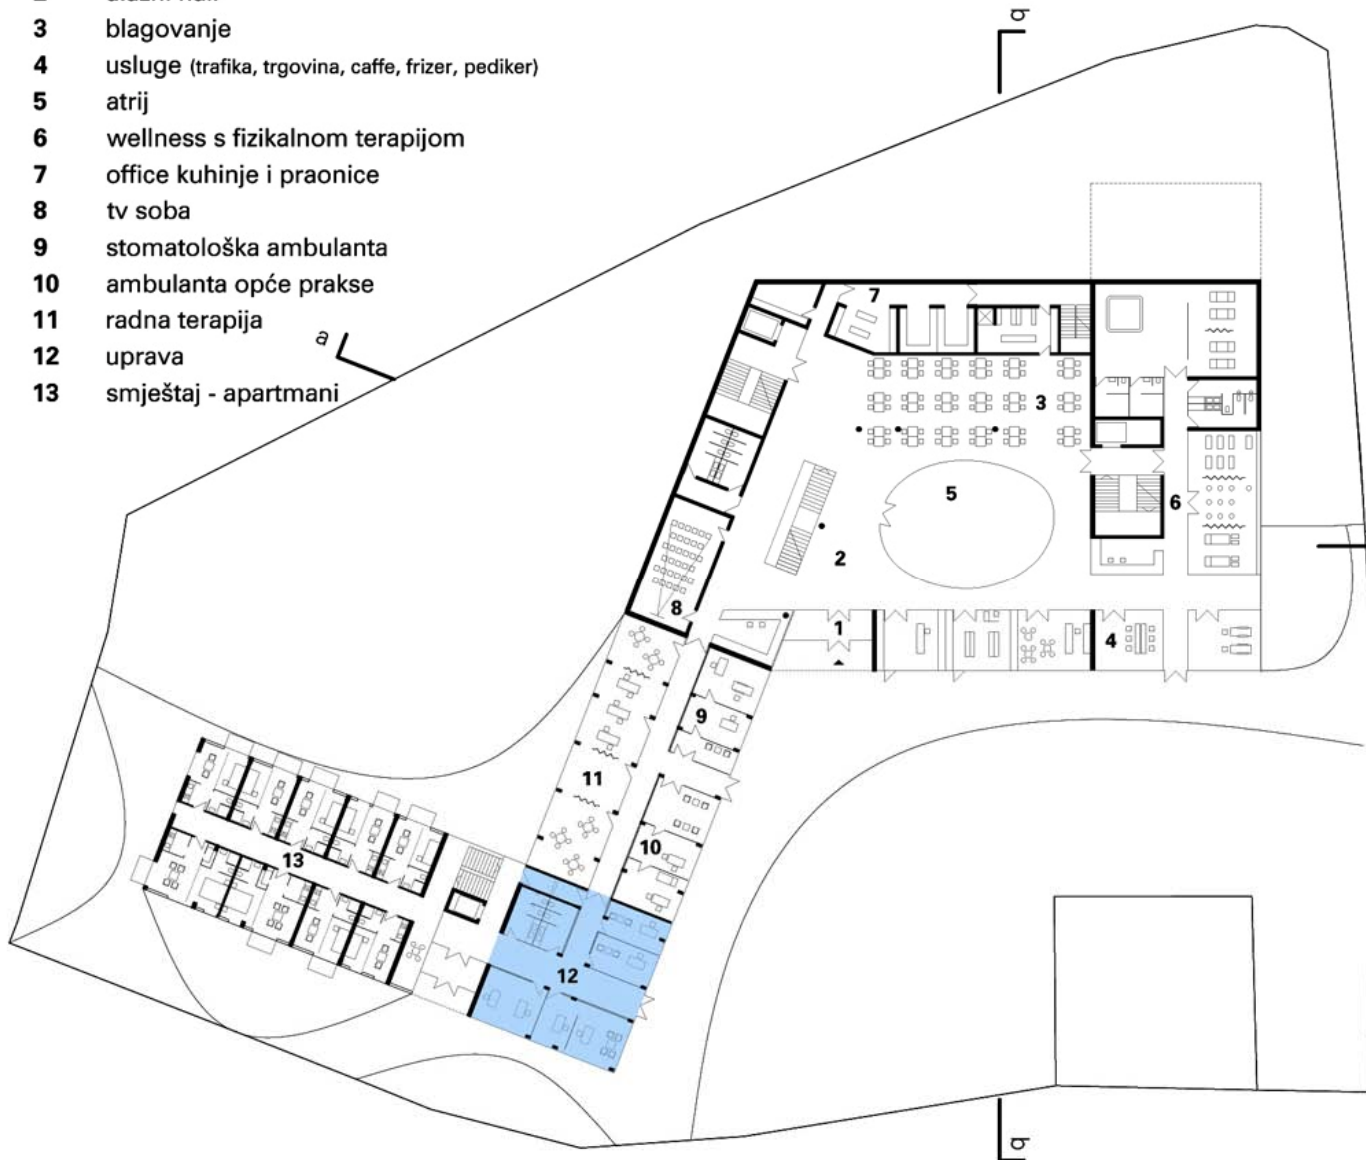 3 blagovanje
4 usluge (trafika, trgovina, caffe, frizer, pediker)
5 atrij
6 wellness s fizikalnom terapijom
7 office kuhinje i praonice
8 tv soba
9 stomatološka ambulanta
10 ambulanta opće prakse
11 radna terapija
12 uprava
13 smještaj - apartmani
b
a
7
3
5
6
2
8
1
4
9
11
10
13
12
b